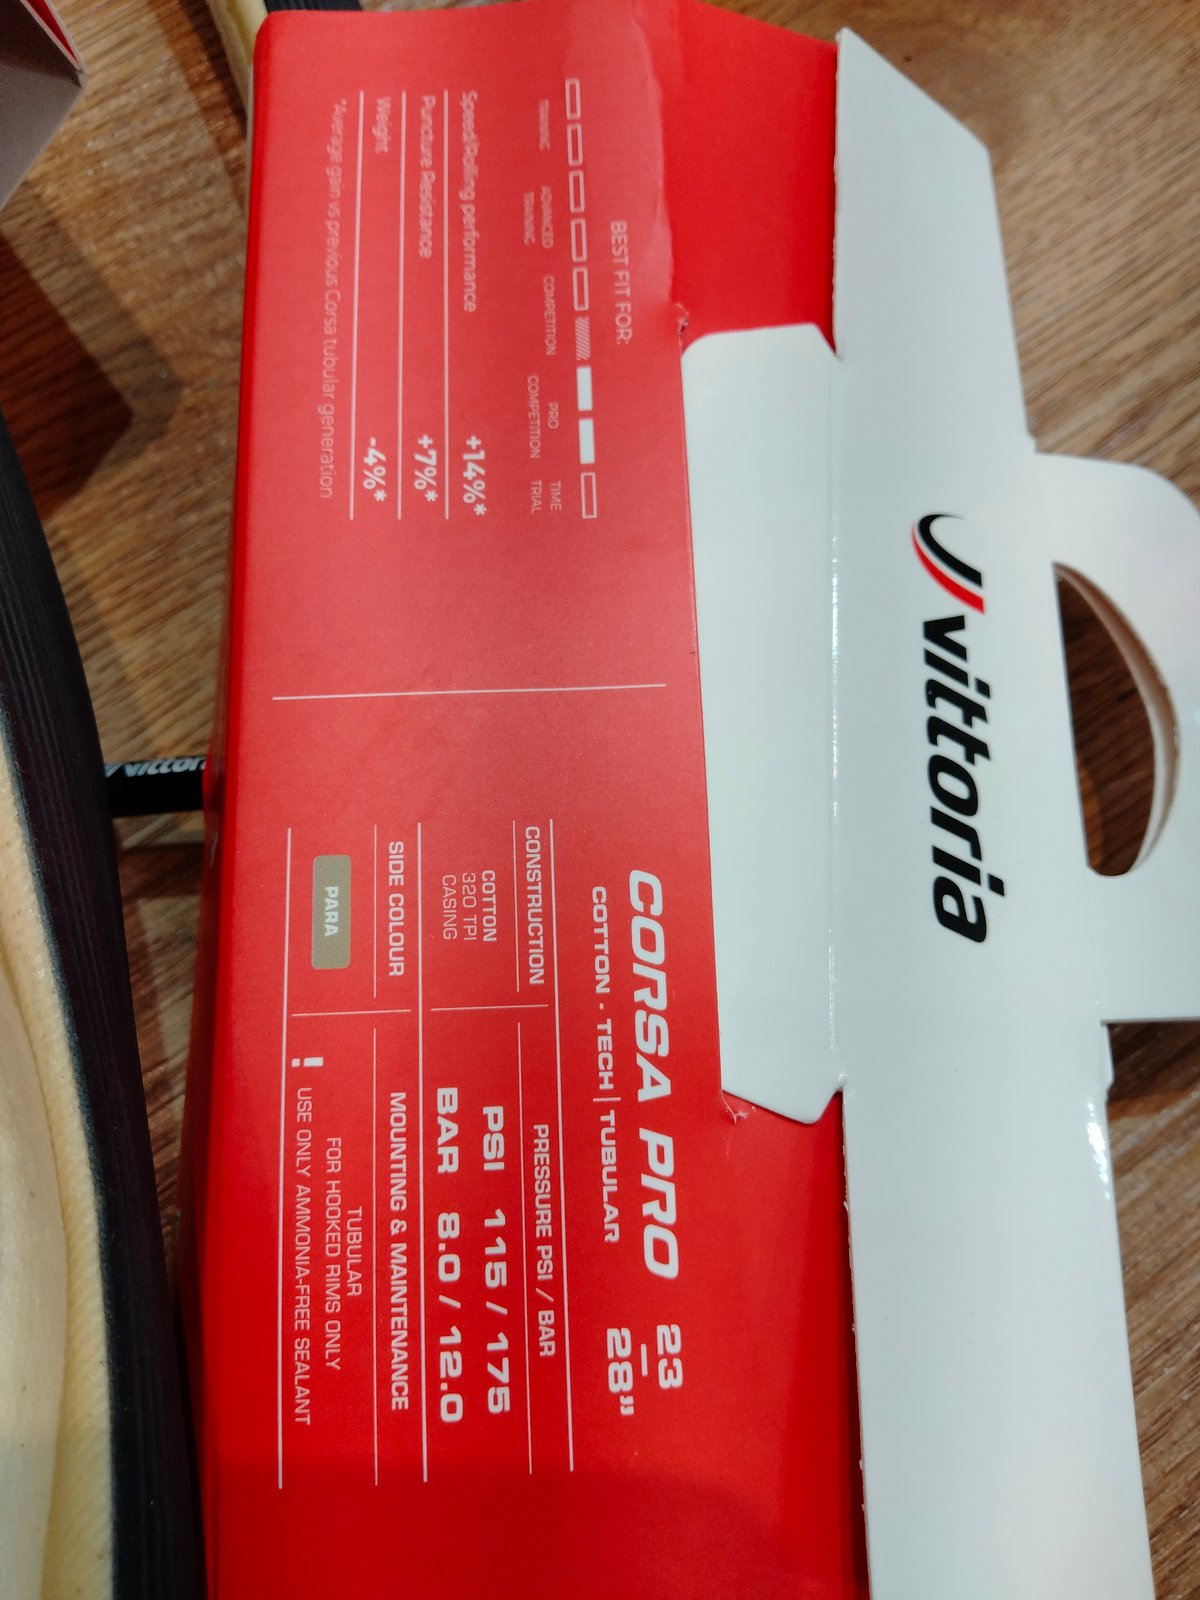 vittoria
CORSA PRO 23
28"
COTTON - TECH | TUBULAR
CONSTRUCTION
COTTON
320 TPI
CASING
PRESSURE PSI / BAR
PSI 115 / 175
BAR 8.0 / 12.0
SIDE COLOUR
PARA
MOUNTING & MAINTENANCE
TUBULAR
FOR HOOKED RIMS ONLY
! USE ONLY AMMONIA-FREE SEALANT
BEST FIT FOR:
TRAINING
ADVANCED
TRAINING
COMPETITION
PRO
COMPETITION
TIME
TRIAL
Speed/Rolling performance +14%*
Puncture Resistance +7%*
Weight -4%*
*Average gain vs previous Corsa tubular generation
vittoria